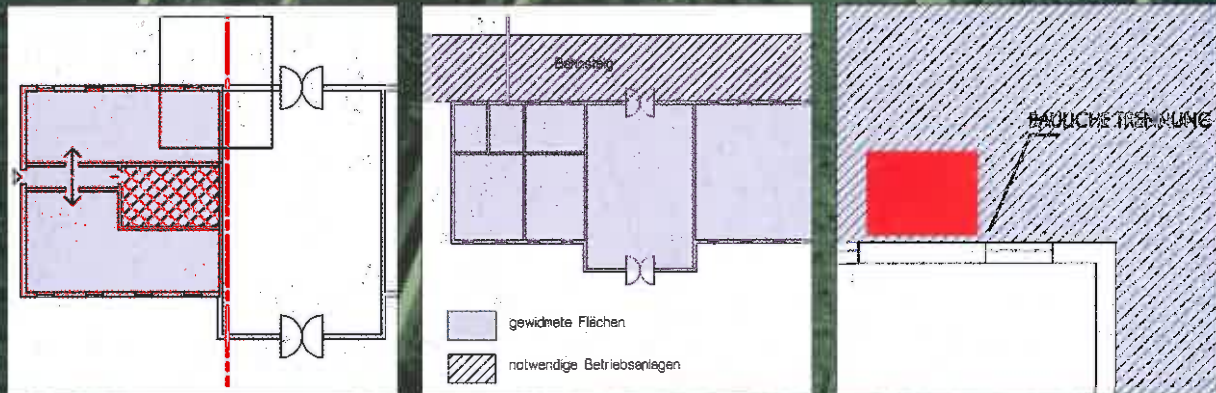 Bahnsteig
gewidmete Flächen
notwendige Betriebsanlagen
BAULICHE TRENNUNG